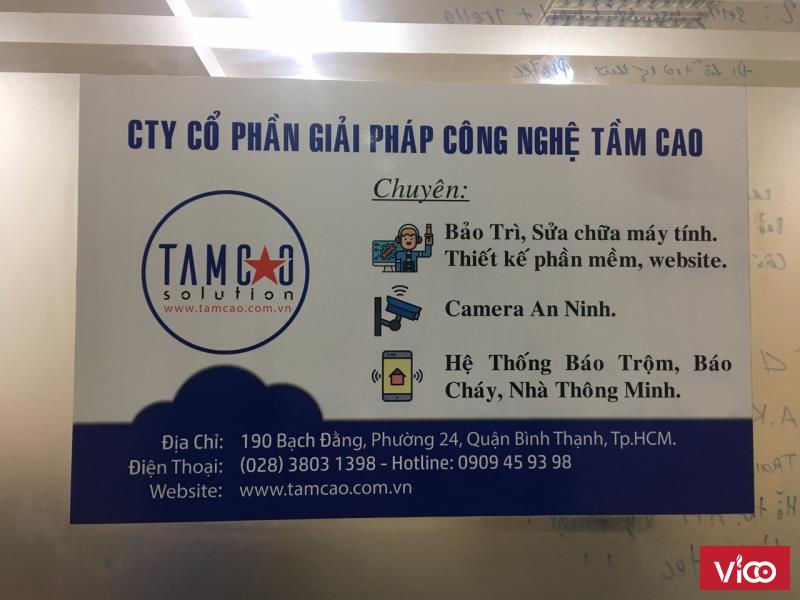 CTY CỔ PHẦN GIẢI PHÁP CÔNG NGHỆ TẦM CAO
Chuyên:
TAMCAO
solution
www.tamcao.com.vn
Bảo Trì, Sửa chữa máy tính.
Thiết kế phần mềm, website.
Camera An Ninh.
Hệ Thống Báo Trộm, Báo
Cháy, Nhà Thông Minh.
Địa Chỉ: 190 Bạch Đằng, Phường 24, Quận Bình Thạnh, Tp.HCM.
Điện Thoại: (028) 3803 1398 - Hotline: 0909 45 93 98
Website: www.tamcao.com.vn
VICO